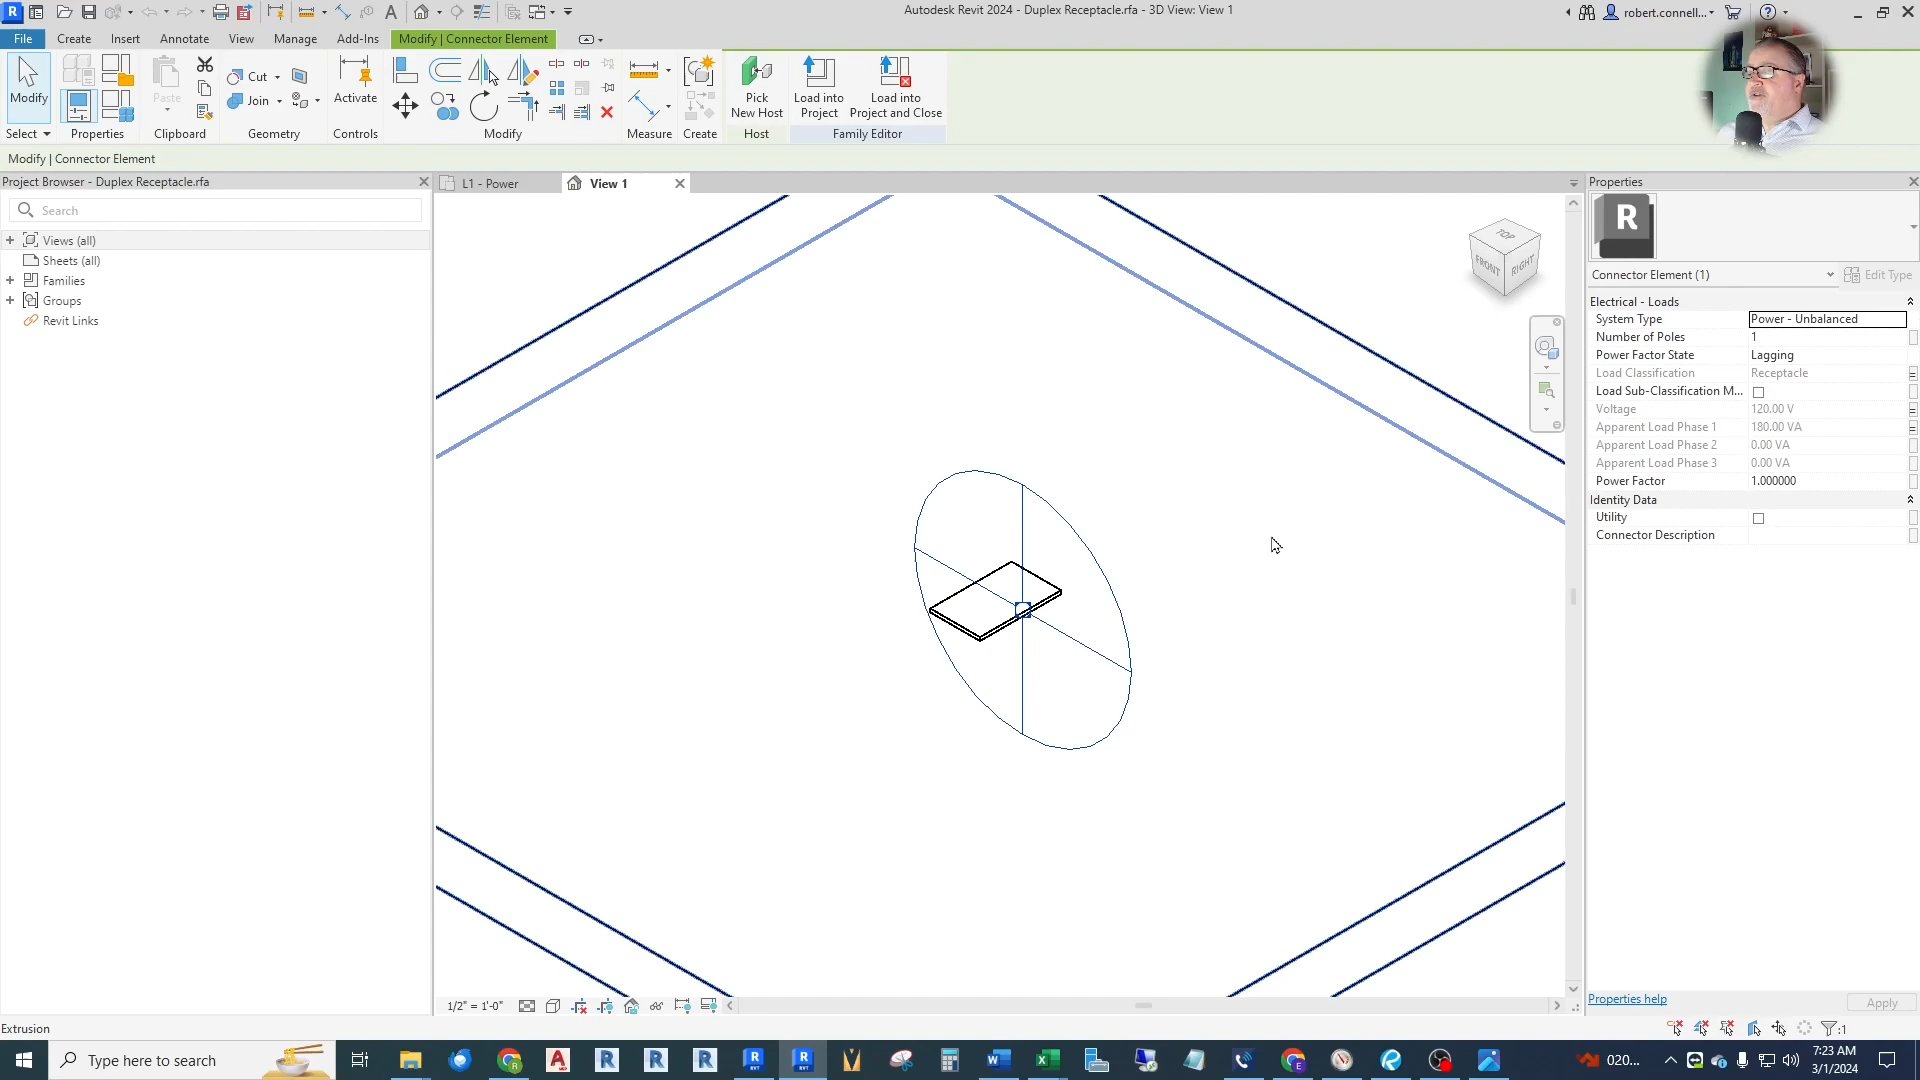 Autodesk Revit 2024 - Duplex Receptacle.rfa - 3D View: View 1
robert.connell...
File
Create
Insert
Annotate
View
Manage
Add-Ins
Modify | Connector Element
Modify
Select
Properties
Paste
Clipboard
Cut
Join
Geometry
Activate
Controls
Modify
Measure
Create
Pick
New Host
Host
Load into
Project
Load into
Project and Close
Family Editor
Modify | Connector Element
Project Browser - Duplex Receptacle.rfa
Search
Views (all)
Sheets (all)
Families
Groups
Revit Links
L1 - Power
View 1
TOP
FRONT
RIGHT
Properties
R
Connector Element (1)
Edit Type
Electrical - Loads
System Type Power - Unbalanced
Number of Poles 1
Power Factor State Lagging
Load Classification Receptacle
Load Sub-Classification M...
Voltage 120.00 V
Apparent Load Phase 1 180.00 VA
Apparent Load Phase 2 0.00 VA
Apparent Load Phase 3 0.00 VA
Power Factor 1.000000
Identity Data
Utility
Connector Description
Properties help
Apply
1/2" = 1'-0"
Extrusion
:1
Type here to search
020...
7:23 AM
3/1/2024